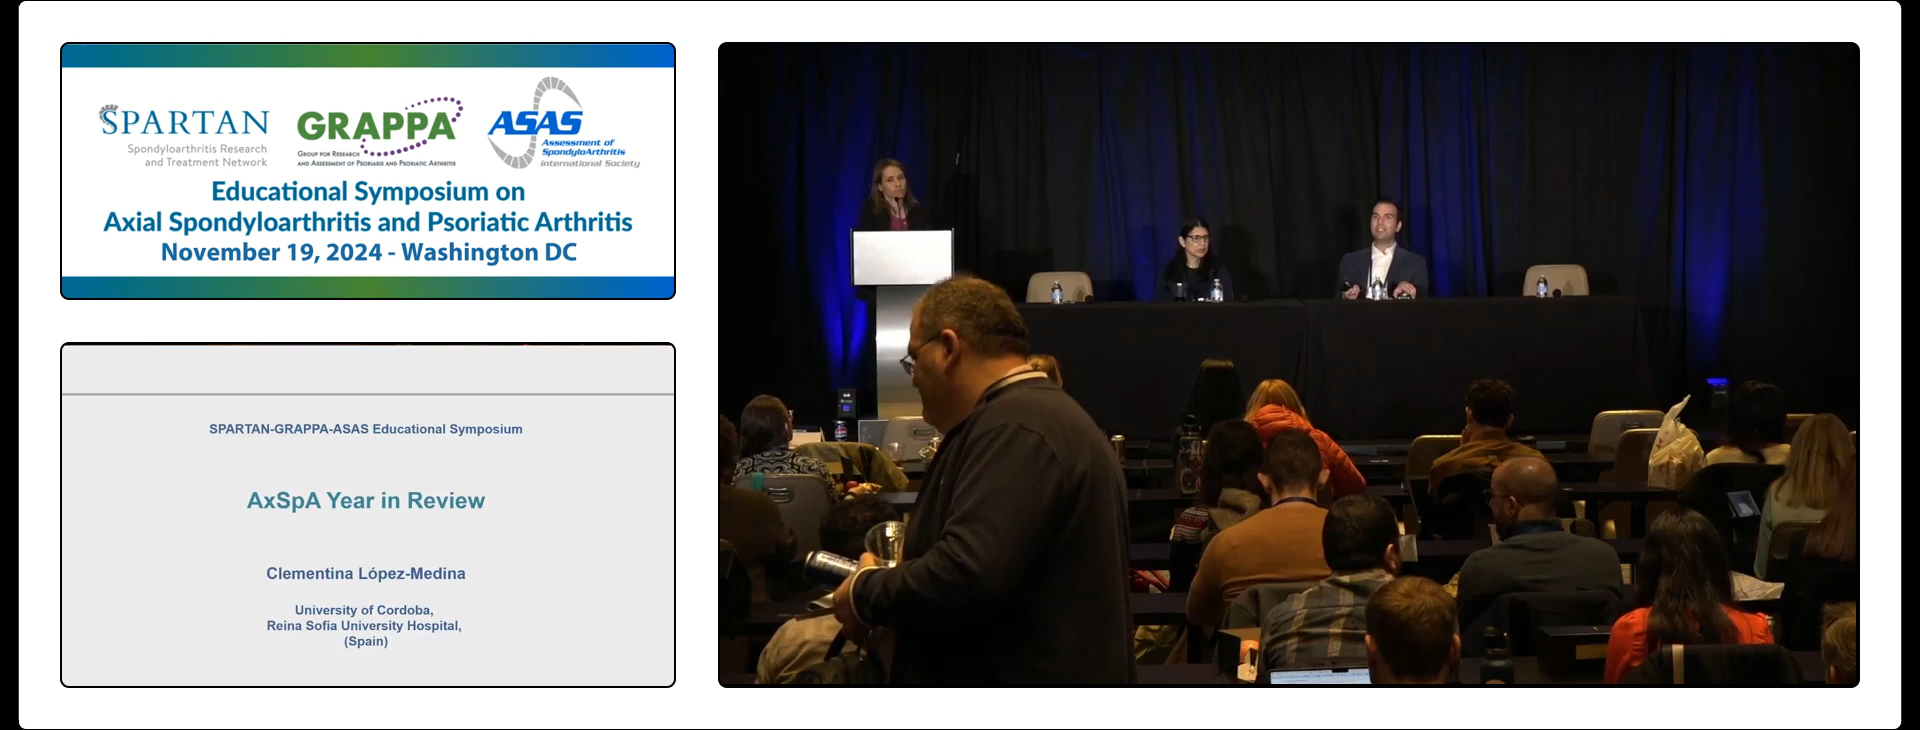 SPARTAN
Spondyloarthritis Research
and Treatment Network
GRAPPA
GROUP FOR RESEARCH
AND ASSESSMENT OF PSORIASIS AND PSORIATIC ARTHRITIS
ASAS
Assessment of
SpondyloArthritis
international Society
Educational Symposium on
Axial Spondyloarthritis and Psoriatic Arthritis
November 19, 2024 - Washington DC
SPARTAN-GRAPPA-ASAS Educational Symposium
AxSpA Year in Review
Clementina López-Medina
University of Cordoba,
Reina Sofia University Hospital,
(Spain)